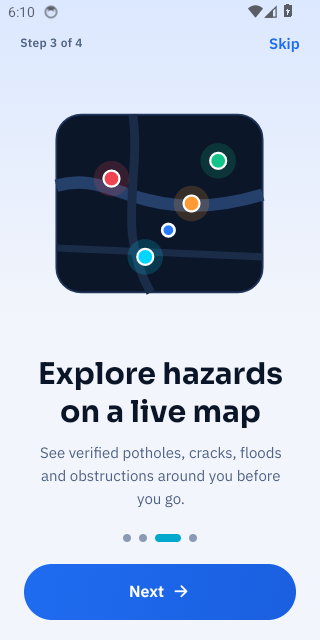 6:10
Step 3 of 4
Skip
Explore hazards
on a live map
See verified potholes, cracks, floods
and obstructions around you before
you go.
Next →